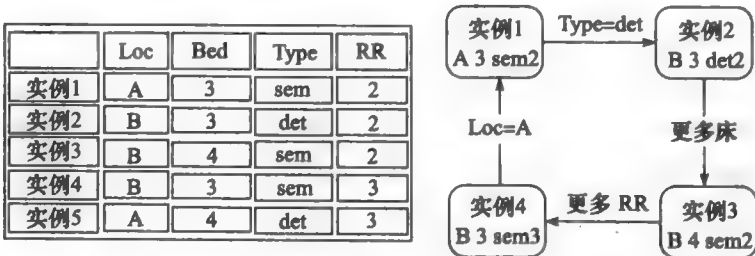 Loc Bed Type RR
实例1 A 3 sem 2
实例2 B 3 det 2
实例3 B 4 sem 2
实例4 B 3 sem 3
实例5 A 4 det 3
实例1
A 3 sem2
Type=det
实例2
B 3 det2
Loc=A
更多床
实例4
B 3 sem3
更多 RR
实例3
B 4 sem2